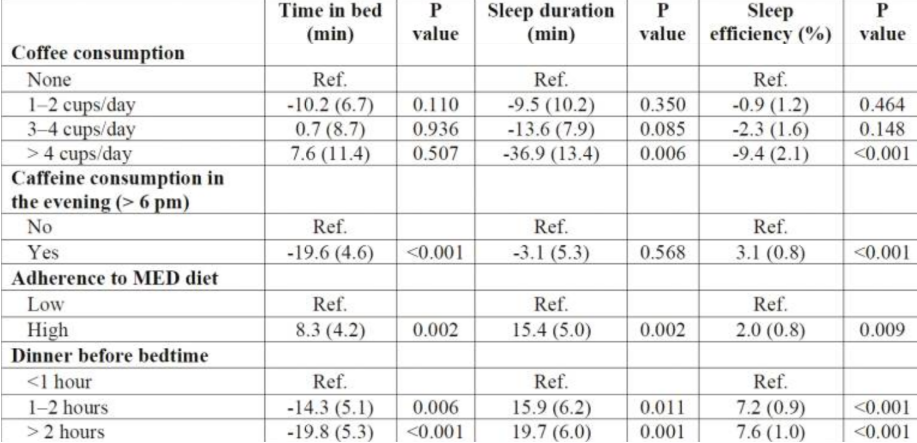 Time in bed (min) P value Sleep duration (min) P value Sleep efficiency (%) P value
Coffee consumption
None Ref. Ref. Ref.
1–2 cups/day -10.2 (6.7) 0.110 -9.5 (10.2) 0.350 -0.9 (1.2) 0.464
3–4 cups/day 0.7 (8.7) 0.936 -13.6 (7.9) 0.085 -2.3 (1.6) 0.148
> 4 cups/day 7.6 (11.4) 0.507 -36.9 (13.4) 0.006 -9.4 (2.1) <0.001
Caffeine consumption in
the evening (> 6 pm)
No Ref. Ref. Ref.
Yes -19.6 (4.6) <0.001 -3.1 (5.3) 0.568 3.1 (0.8) <0.001
Adherence to MED diet
Low Ref. Ref. Ref.
High 8.3 (4.2) 0.002 15.4 (5.0) 0.002 2.0 (0.8) 0.009
Dinner before bedtime
<1 hour Ref. Ref. Ref.
1–2 hours -14.3 (5.1) 0.006 15.9 (6.2) 0.011 7.2 (0.9) <0.001
> 2 hours -19.8 (5.3) <0.001 19.7 (6.0) 0.001 7.6 (1.0) <0.001